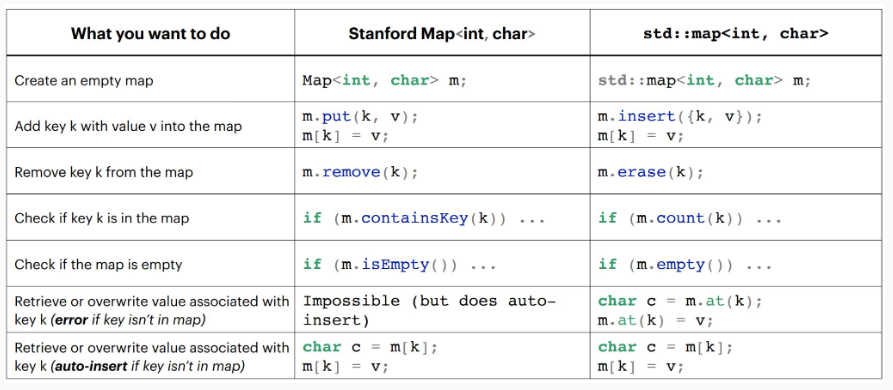 What you want to do Stanford Map<int, char> std::map<int, char>
Create an empty map Map<int, char> m; std::map<int, char> m;
Add key k with value v into the map
m.put(k, v);
m[k] = v;
m.insert({k, v});
m[k] = v;
Remove key k from the map m.remove(k); m.erase(k);
Check if key k is in the map if (m.containsKey(k)) ... if (m.count(k)) ...
Check if the map is empty if (m.isEmpty()) ... if (m.empty()) ...
Retrieve or overwrite value associated with
key k (error if key isn't in map)
Impossible (but does auto-
insert)
char c = m.at(k);
m.at(k) = v;
Retrieve or overwrite value associated with
key k (auto-insert if key isn't in map)
char c = m[k];
m[k] = v;
char c = m[k];
m[k] = v;